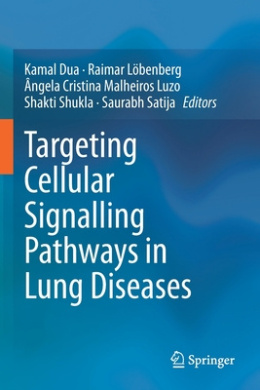 Kamal Dua · Raimar Löbenberg
Ângela Cristina Malheiros Luzo
Shakti Shukla · Saurabh Satija Editors
Targeting
Cellular
Signalling
Pathways in
Lung Diseases
Springer